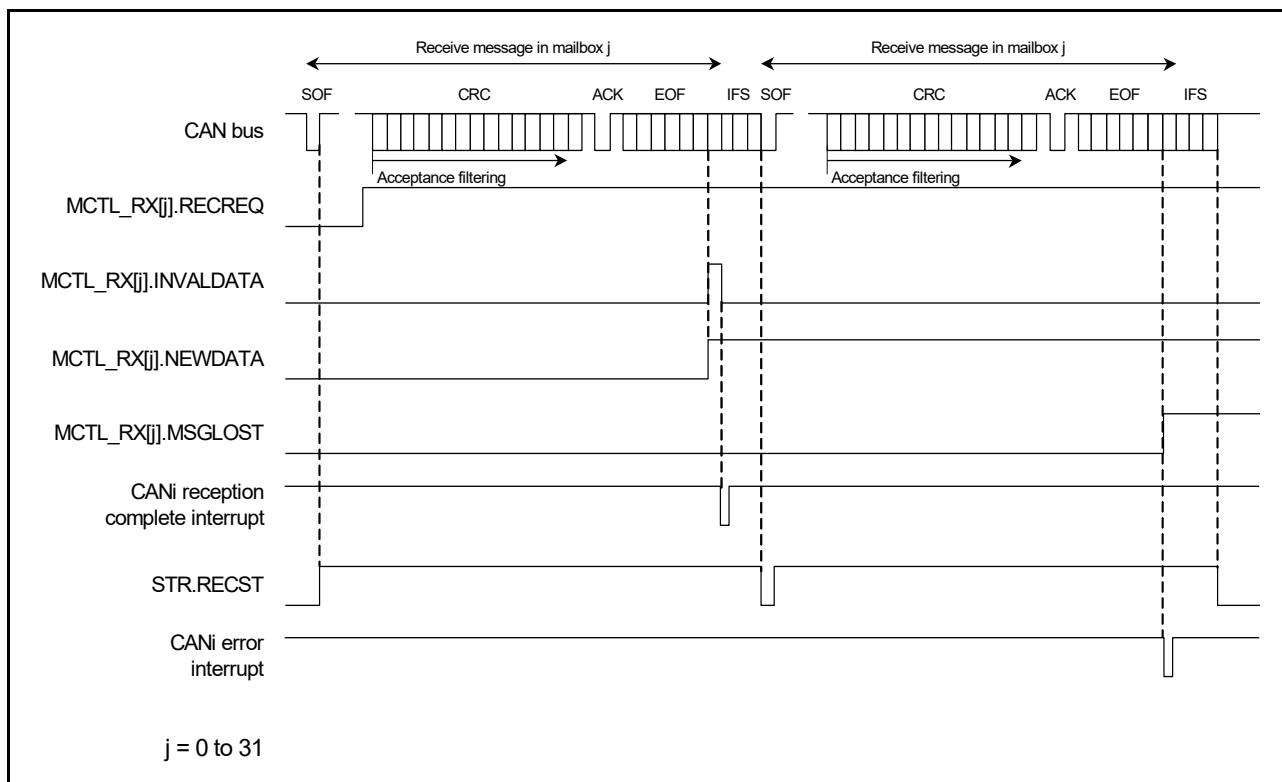 Receive message in mailbox j Receive message in mailbox j
SOF CRC ACK EOF IFS SOF CRC ACK EOF IFS
CAN bus
Acceptance filtering Acceptance filtering
MCTL_RX[j].RECREQ
MCTL_RX[j].INVALDATA
MCTL_RX[j].NEWDATA
MCTL_RX[j].MSGLOST
CANi reception
complete interrupt
STR.RECST
CANi error
interrupt
j = 0 to 31